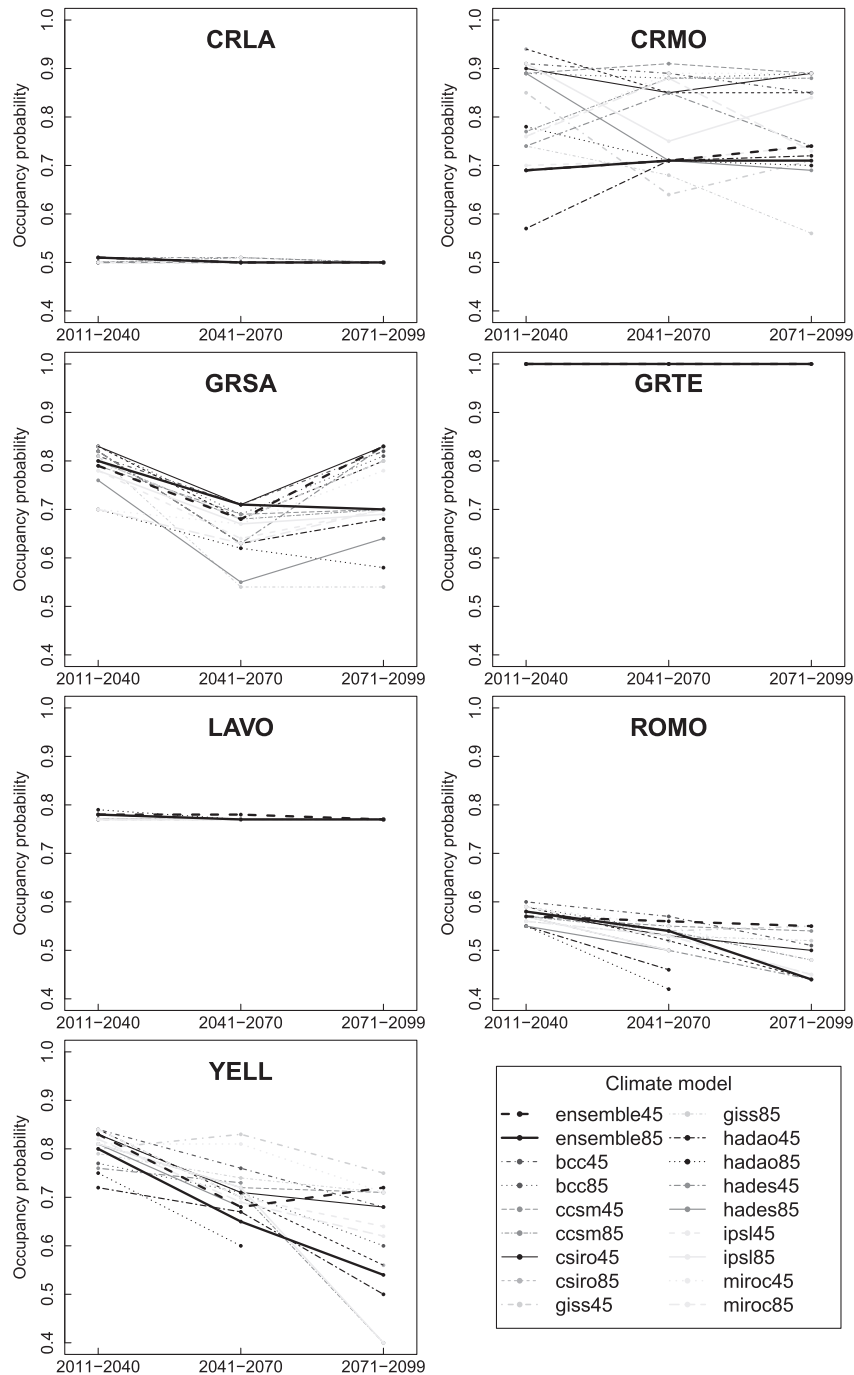 CRLA
Occupancy probability
1.0
0.9
0.8
0.7
0.6
0.5
0.4
2011−2040 2041−2070 2071−2099
CRMO
Occupancy probability
1.0
0.9
0.8
0.7
0.6
0.5
0.4
2011−2040 2041−2070 2071−2099
GRSA
Occupancy probability
1.0
0.9
0.8
0.7
0.6
0.5
0.4
2011−2040 2041−2070 2071−2099
GRTE
Occupancy probability
1.0
0.9
0.8
0.7
0.6
0.5
0.4
2011−2040 2041−2070 2071−2099
LAVO
Occupancy probability
1.0
0.9
0.8
0.7
0.6
0.5
0.4
2011−2040 2041−2070 2071−2099
ROMO
Occupancy probability
1.0
0.9
0.8
0.7
0.6
0.5
0.4
2011−2040 2041−2070 2071−2099
YELL
Occupancy probability
1.0
0.9
0.8
0.7
0.6
0.5
0.4
2011−2040 2041−2070 2071−2099
Climate model
ensemble45
ensemble85
bcc45
bcc85
ccsm45
ccsm85
csiro45
csiro85
giss45
giss85
hadao45
hadao85
hades45
hades85
ipsl45
ipsl85
miroc45
miroc85